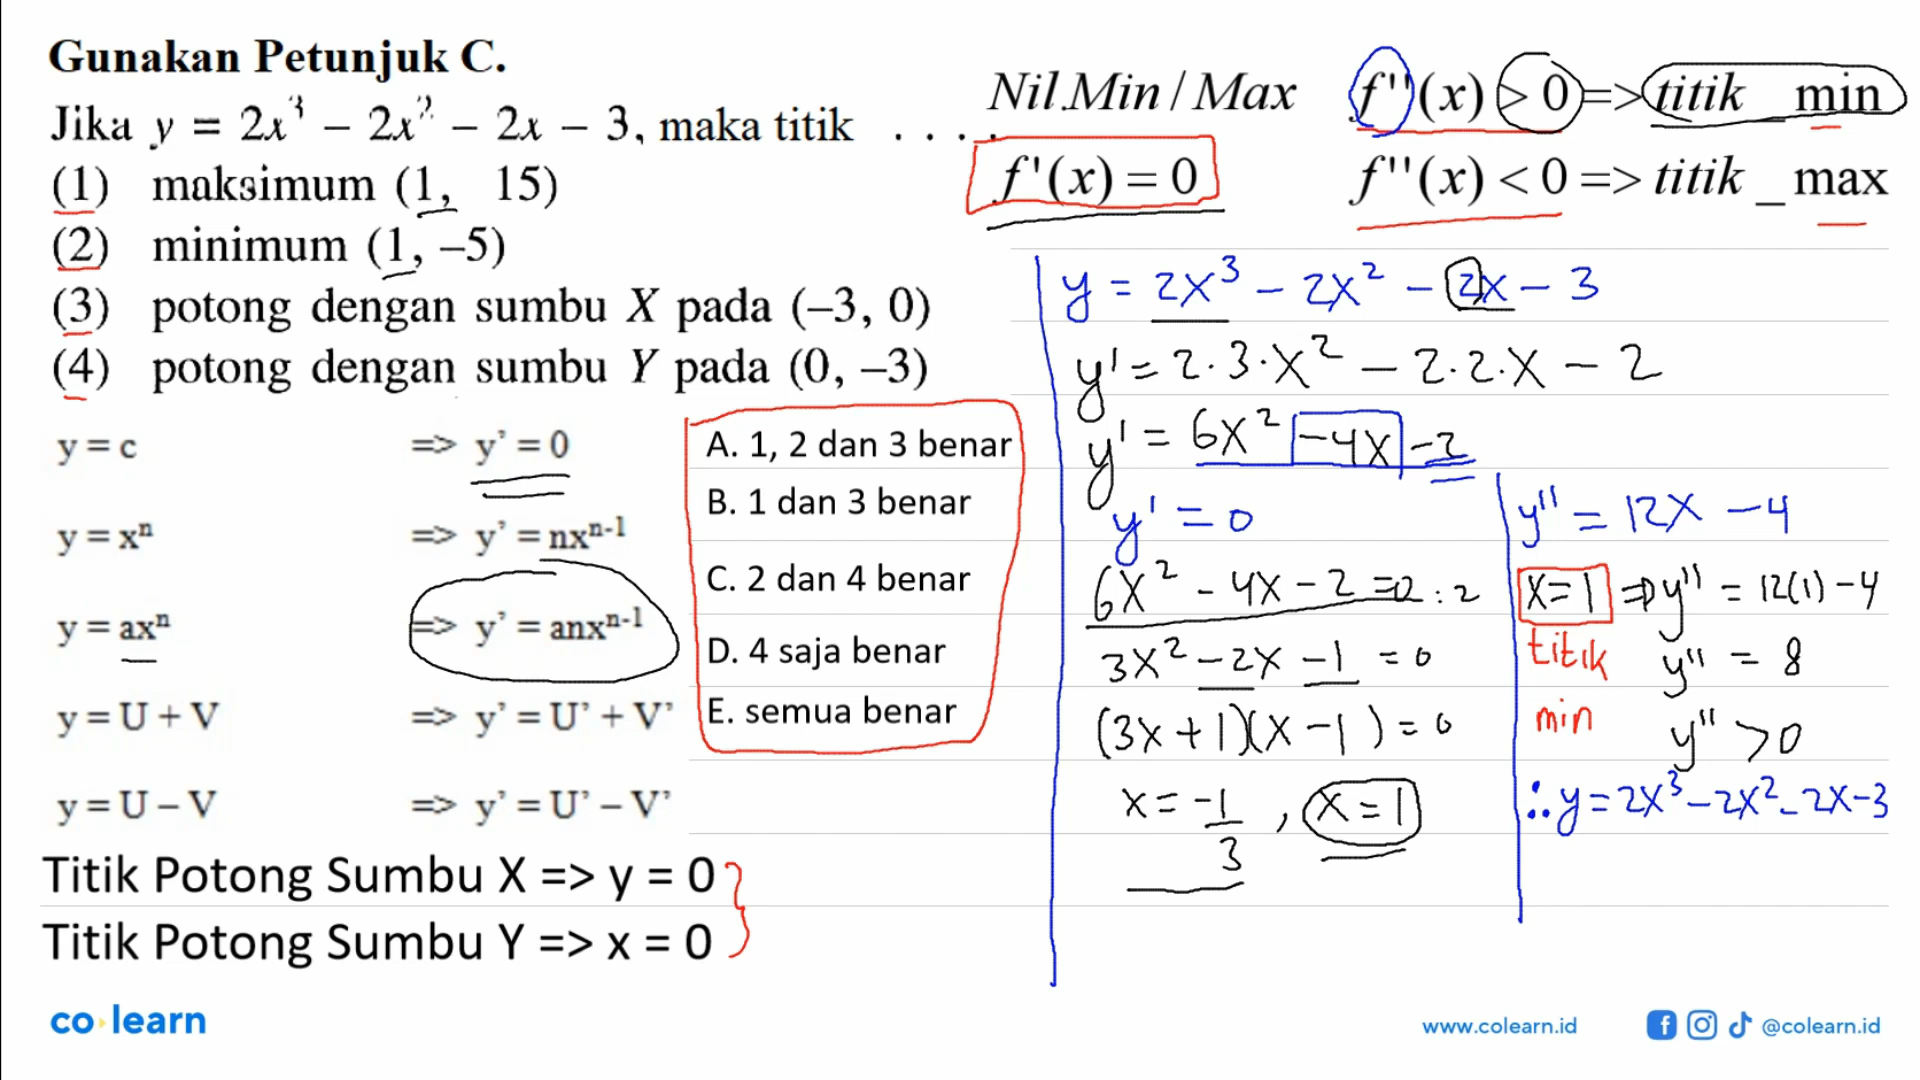 Gunakan Petunjuk C.
Jika y = 2x³ – 2x² – 2x – 3, maka titik . . . .
(1) maksimum (1, 15)
(2) minimum (1, –5)
(3) potong dengan sumbu X pada (–3, 0)
(4) potong dengan sumbu Y pada (0, –3)
y = c => y' = 0
y = xⁿ => y' = nxⁿ⁻¹
y = axⁿ => y' = anxⁿ⁻¹
y = U + V => y' = U' + V'
y = U – V => y' = U' – V'
Titik Potong Sumbu X => y = 0
Titik Potong Sumbu Y => x = 0
A. 1, 2 dan 3 benar
B. 1 dan 3 benar
C. 2 dan 4 benar
D. 4 saja benar
E. semua benar
Nil.Min / Max
f'(x) = 0
f''(x) > 0 => titik _ min
f''(x) < 0 => titik _ max
y = 2x³ – 2x² – 2x – 3
y' = 2·3·x² – 2·2·x – 2
y' = 6x² – 4x – 2
y' = 0
6x² – 4x – 2 = 0 : 2
3x² – 2x – 1 = 0
(3x + 1)(x – 1) = 0
x = -1/3 , x = 1
y'' = 12x – 4
x = 1 ⇒ y'' = 12(1) – 4
titik y'' = 8
min y'' > 0
∴ y = 2x³ – 2x² – 2x – 3
co learn
www.colearn.id
@colearn.id